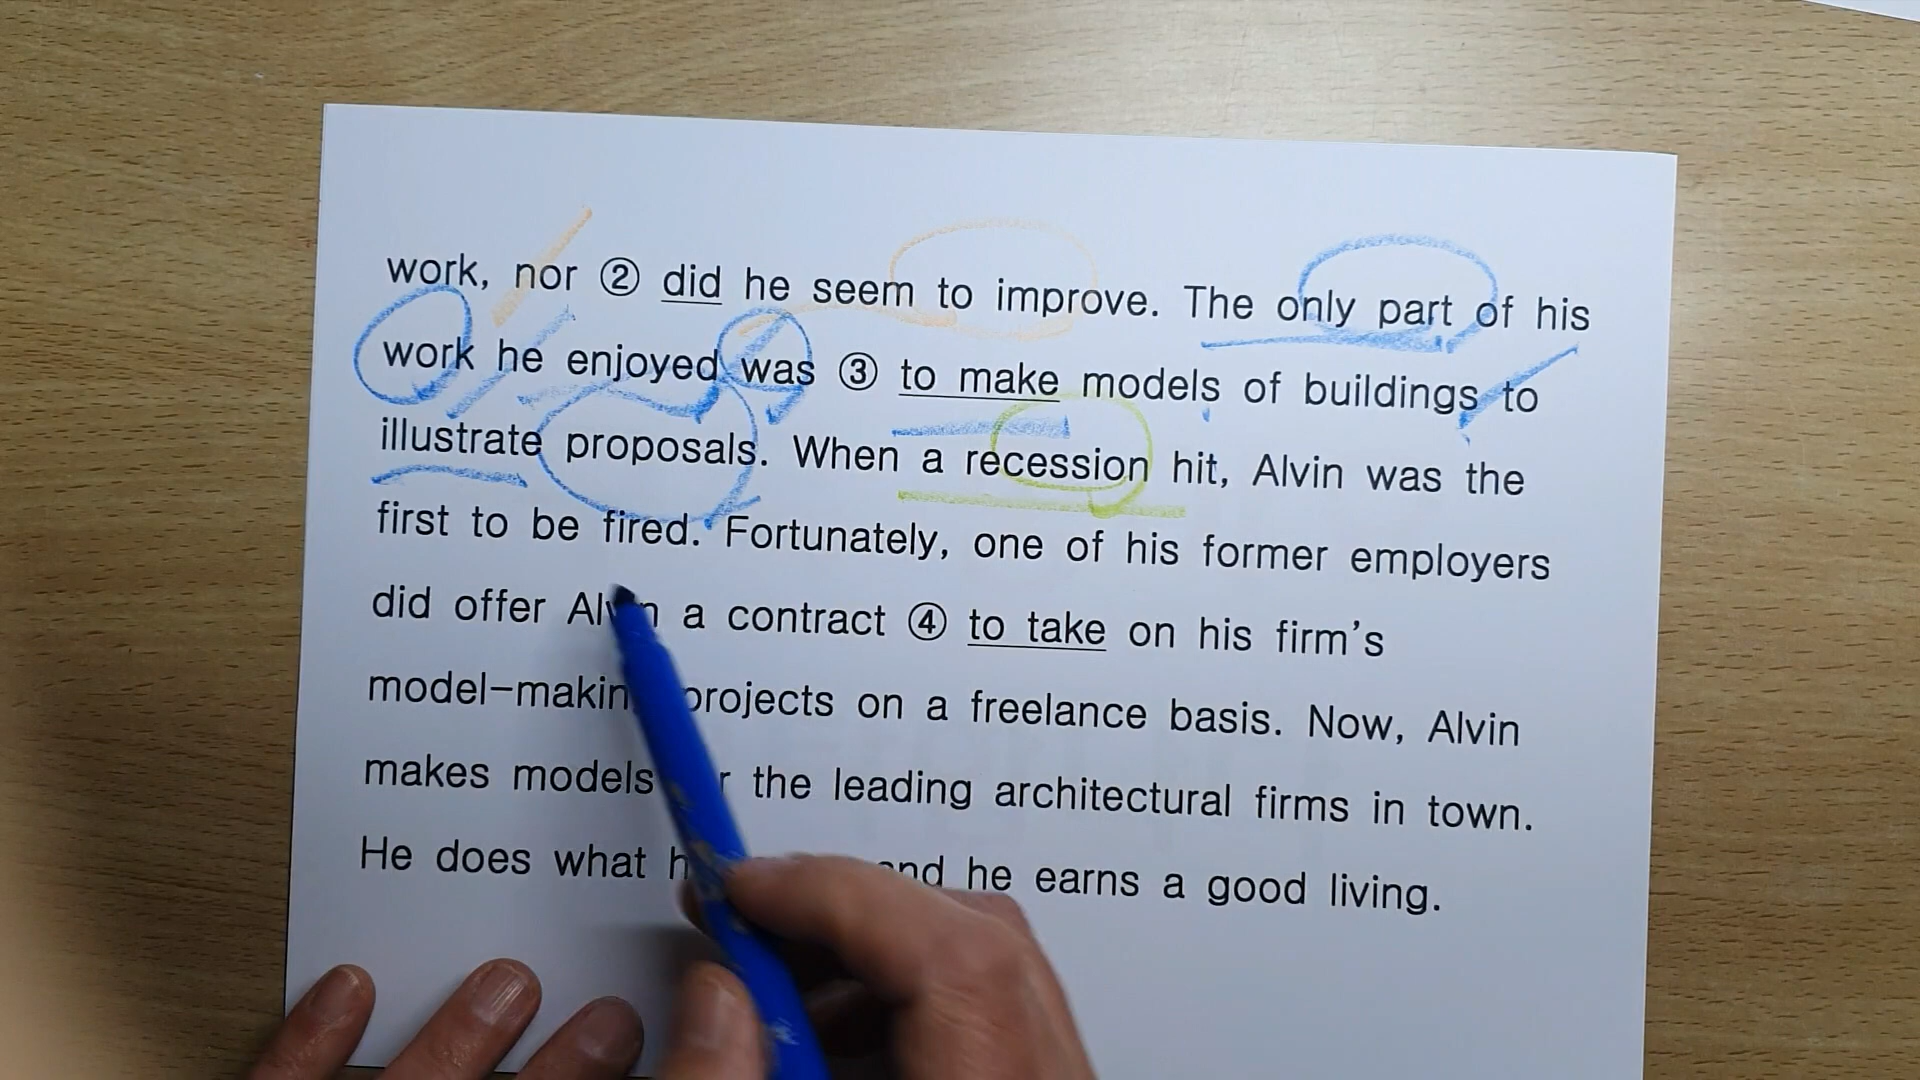 work, nor ② did he seem to improve. The only part of his
work he enjoyed was ③ to make models of buildings to
illustrate proposals. When a recession hit, Alvin was the
first to be fired. Fortunately, one of his former employers
did offer Alvin a contract ④ to take on his firm's
model-making projects on a freelance basis. Now, Alvin
makes models the leading architectural firms in town.
He does what and he earns a good living.